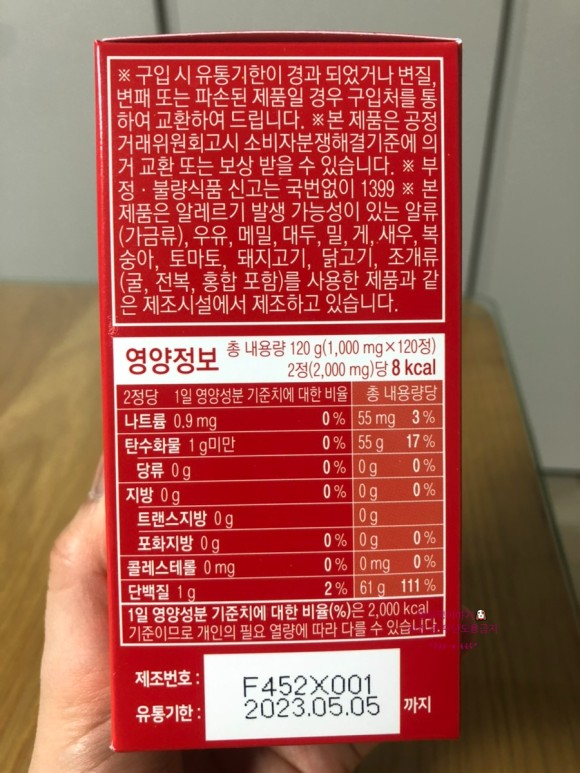 ※ 구입 시 유통기한이 경과 되었거나 변질,
변패 또는 파손된 제품일 경우 구입처를 통
하여 교환하여 드립니다. ※본 제품은 공정
거래위원회고시 소비자분쟁해결기준에 의
거 교환 또는 보상 받을 수 있습니다. ※ 부
정·불량식품 신고는 국번없이 1399 ※ 본
제품은 알레르기 발생 가능성이 있는 알류
(가금류), 우유, 메밀, 대두, 밀, 게, 새우, 복
숭아, 토마토, 돼지고기, 닭고기, 조개류
(굴, 전복, 홍합 포함)를 사용한 제품과 같
은 제조시설에서 제조하고 있습니다.
영양정보 총 내용량 120 g(1,000 mg×120정)
2정(2,000 mg)당 8 kcal
2정당 1일 영양성분 기준치에 대한 비율 총 내용량당
나트륨 0.9 mg 0% 55 mg 3%
탄수화물 1 g미만 0% 55 g 17%
당류 0 g 0% 0 g 0%
지방 0 g 0% 0 g 0%
트랜스지방 0 g 0 g
포화지방 0 g 0% 0 g 0%
콜레스테롤 0 mg 0% 0 mg 0%
단백질 1 g 2% 61 g 111%
1일 영양성분 기준치에 대한 비율(%)은 2,000 kcal
기준이므로 개인의 필요 열량에 따라 다를 수 있습니다.
제조번호 : F452X001
유통기한 : 2023.05.05 까지